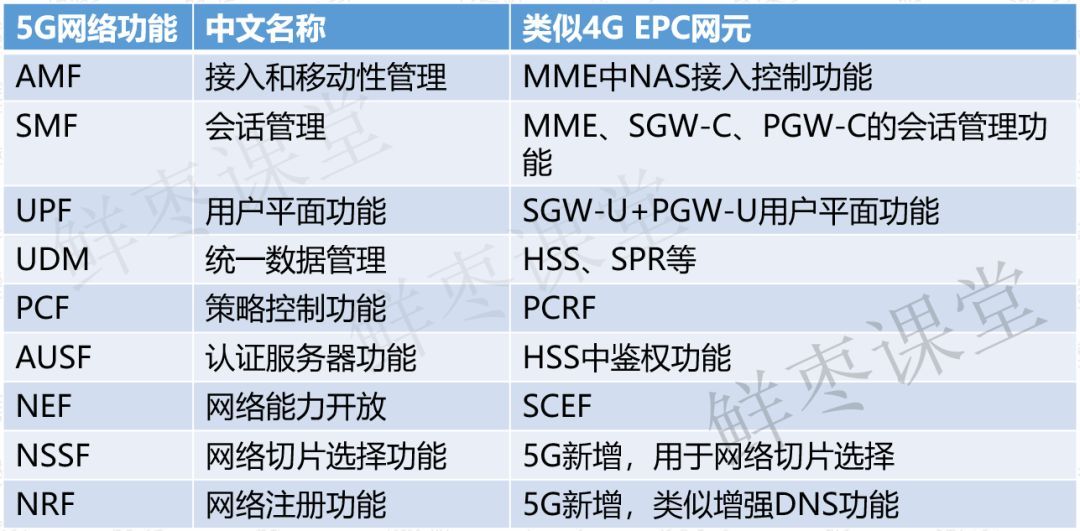 5G网络功能 中文名称 类似4G EPC网元
AMF 接入和移动性管理 MME中NAS接入控制功能
SMF 会话管理 MME、SGW-C、PGW-C的会话管理功
能
UPF 用户平面功能 SGW-U+PGW-U用户平面功能
UDM 统一数据管理 HSS、SPR等
PCF 策略控制功能 PCRF
AUSF 认证服务器功能 HSS中鉴权功能
NEF 网络能力开放 SCEF
NSSF 网络切片选择功能 5G新增，用于网络切片选择
NRF 网络注册功能 5G新增，类似增强DNS功能
鲜枣课堂
鲜枣课堂
鲜枣课堂